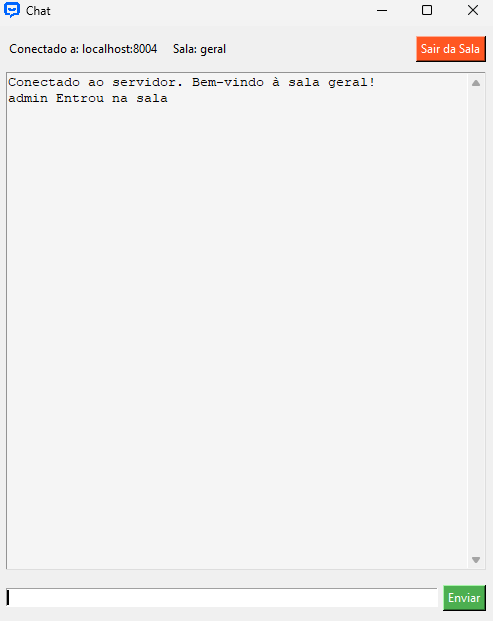 Chat
Conectado a: localhost:8004 Sala: geral Sair da Sala
Conectado ao servidor. Bem-vindo à sala geral!
admin Entrou na sala
Enviar